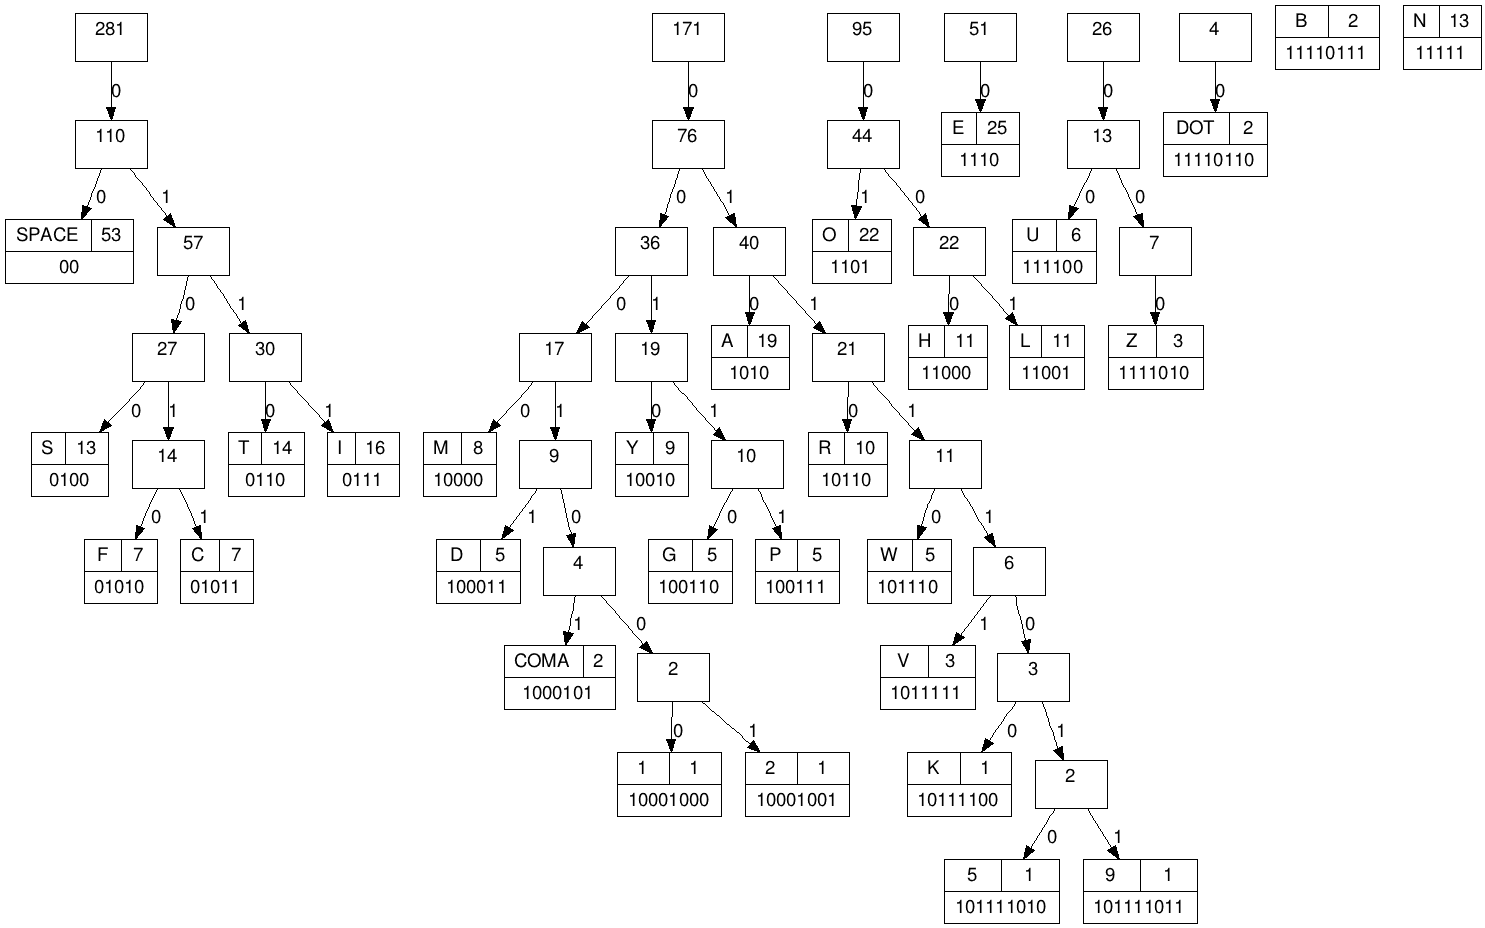 281 171 95 51 26 4 B 2 N 13
11110111 11111
0 0 0 0 0 0
110 76 44 E 25 13 DOT 2
1110 11110110
0 1 0 1 1 0 0 0
SPACE 53 57 36 40 O 22 22 U 6 7
00 1101 111100
0 1 0 1 0 1 0 1 0
27 30 17 19 A 19 21 H 11 L 11 Z 3
1010 11000 11001 1111010
0 1 0 1 0 1 0 1 0 1
S 13 14 T 14 I 16 M 8 9 Y 9 10 R 10 11
0100 0110 0111 10000 10010 10110
0 1 1 0 0 1 0 1
F 7 C 7 D 5 4 G 5 P 5 W 5 6
01010 01011 100011 100110 100111 101110
1 0 1 0
COMA 2 2 V 3 3
1000101 1011111
0 1 0 1
1 1 2 1 K 1 2
10001000 10001001 10111100
0 1
5 1 9 1
101111010 101111011